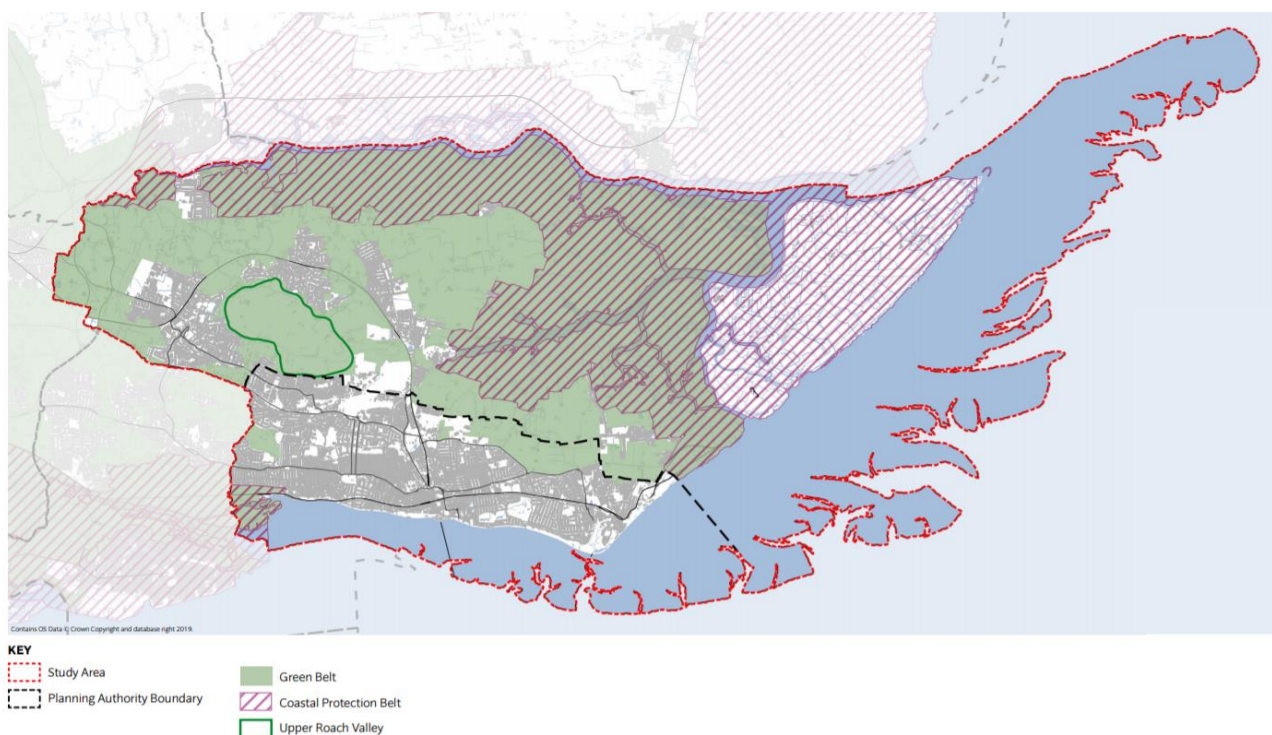 Contains OS Data © Crown Copyright and database right 2019.
KEY
Study Area
Planning Authority Boundary
Green Belt
Coastal Protection Belt
Upper Roach Valley